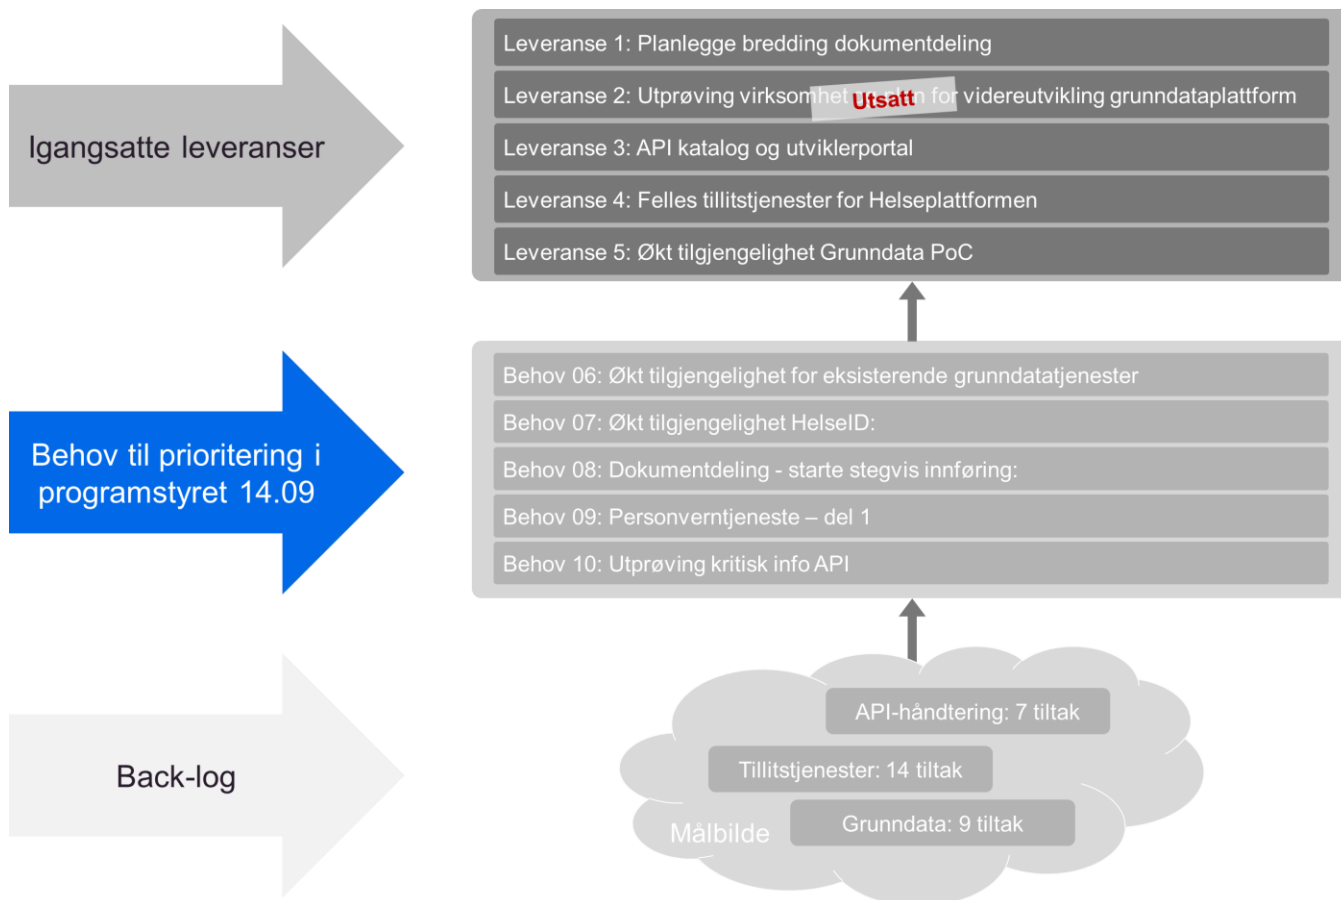 Igangsatte leveranser
Leveranse 1: Planlegge bredding dokumentdeling
Leveranse 2: Utprøving virksomhet for videreutvikling grunndataplattform
Utsatt
Leveranse 3: API katalog og utviklerportal
Leveranse 4: Felles tillitstjenester for Helseplattformen
Leveranse 5: Økt tilgjengelighet Grunndata PoC
Behov til prioritering i
programstyret 14.09
Behov 06: Økt tilgjengelighet for eksisterende grunndatatjenester
Behov 07: Økt tilgjengelighet HelseID:
Behov 08: Dokumentdeling - starte stegvis innføring:
Behov 09: Personverntjeneste – del 1
Behov 10: Utprøving kritisk info API
Back-log
API-håndtering: 7 tiltak
Tillitstjenester: 14 tiltak
Grunndata: 9 tiltak
Målbilde